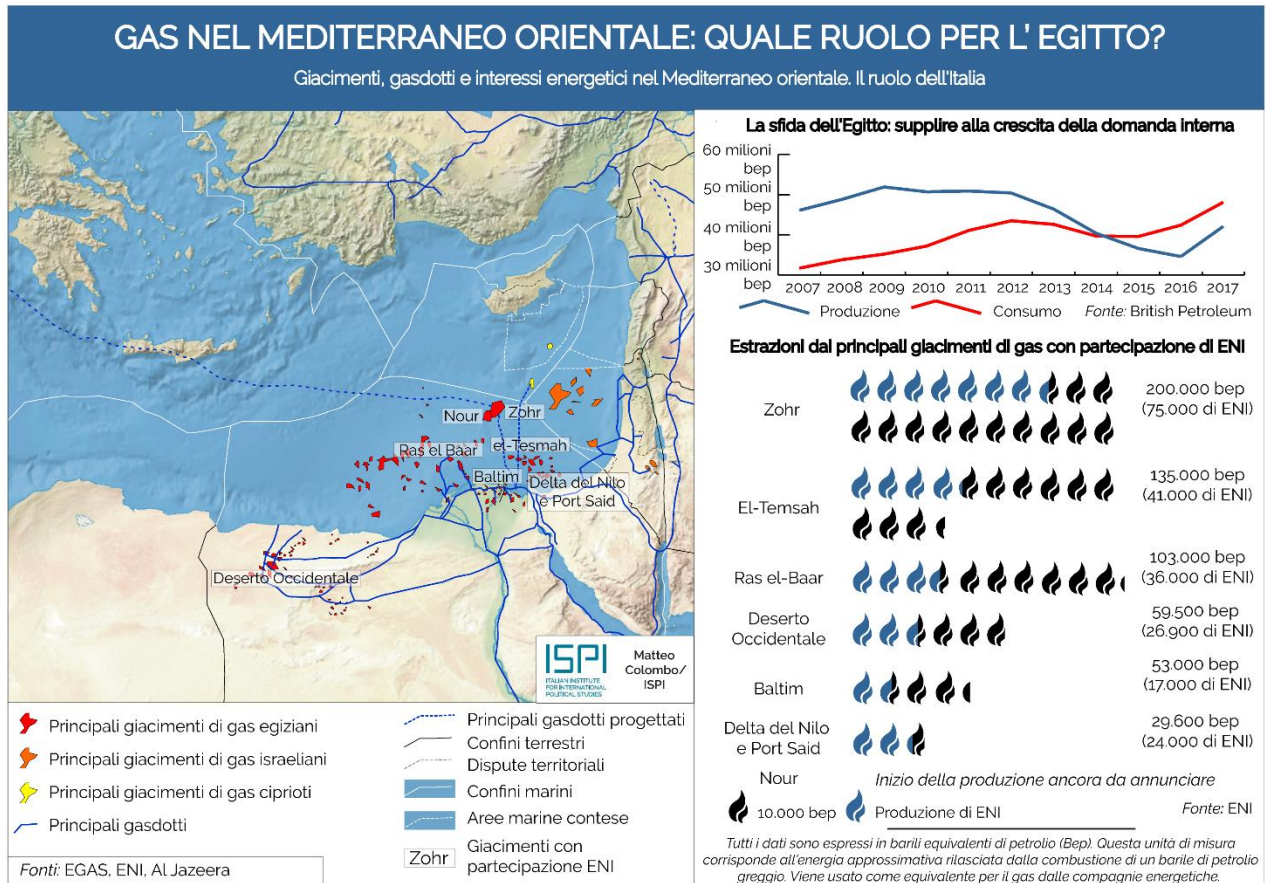 GAS NEL MEDITERRANEO ORIENTALE: QUALE RUOLO PER L' EGITTO?
Giacimenti, gasdotti e interessi energetici nel Mediterraneo orientale. Il ruolo dell'Italia
Nour
Zohr
Ras el Baar
el-Tesmah
Baltim
Delta del Nilo
e Port Said
Deserto Occidentale
ISPI
ITALIAN INSTITUTE
FOR INTERNATIONAL
POLITICAL STUDIES
Matteo
Colombo/
ISPI
Principali giacimenti di gas egiziani
Principali giacimenti di gas israeliani
Principali giacimenti di gas ciprioti
Principali gasdotti
Fonti: EGAS, ENI, Al Jazeera
Principali gasdotti progettati
Confini terrestri
Dispute territoriali
Confini marini
Aree marine contese
Zohr
Giacimenti con
partecipazione ENI
La sfida dell'Egitto: supplire alla crescita della domanda interna
60 milioni
bep
50 milioni
bep
40 milioni
bep
30 milioni
bep
2007 2008 2009 2010 2011 2012 2013 2014 2015 2016 2017
Produzione
Consumo
Fonte: British Petroleum
Estrazioni dai principali giacimenti di gas con partecipazione di ENI
Zohr
200.000 bep
(75.000 di ENI)
El-Temsah
135.000 bep
(41.000 di ENI)
Ras el-Baar
103.000 bep
(36.000 di ENI)
Deserto
Occidentale
59.500 bep
(26.900 di ENI)
Baltim
53.000 bep
(17.000 di ENI)
Delta del Nilo
e Port Said
29.600 bep
(24.000 di ENI)
Nour
Inizio della produzione ancora da annunciare
10.000 bep
Produzione di ENI
Fonte: ENI
Tutti i dati sono espressi in barili equivalenti di petrolio (Bep). Questa unità di misura
corrisponde all'energia approssimativa rilasciata dalla combustione di un barile di petrolio
greggio. Viene usato come equivalente per il gas dalle compagnie energetiche.